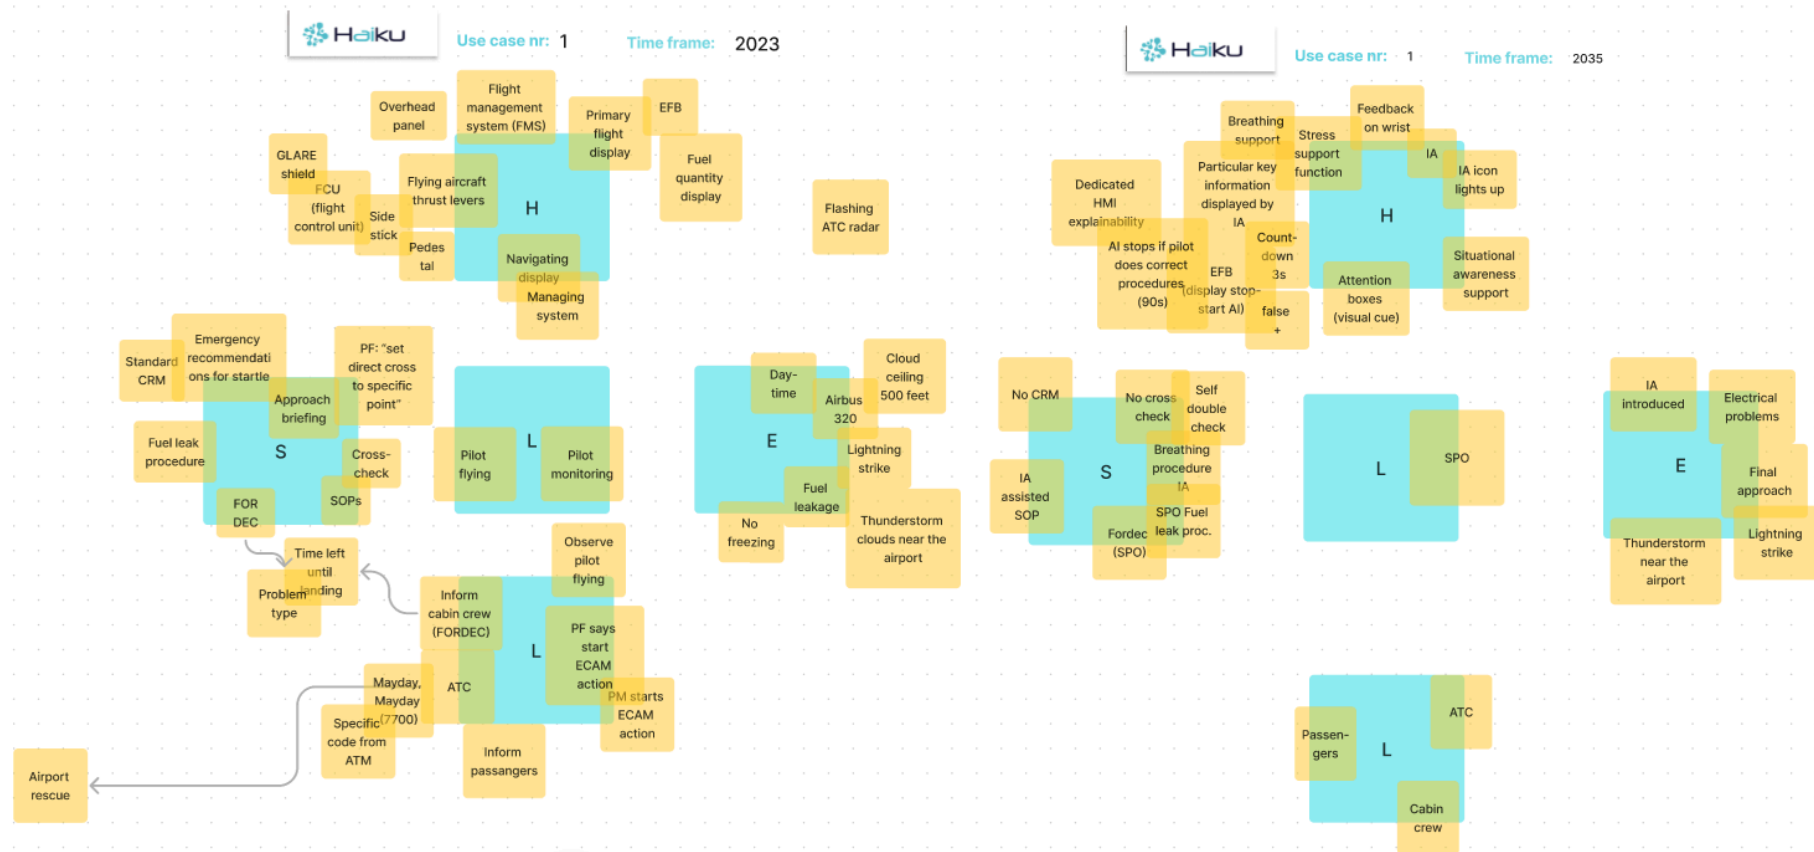 Haiku
Use case nr: 1
Time frame: 2023
Overhead
panel
Flight
management
system (FMS)
Primary
flight
display
EFB
Fuel
quantity
display
GLARE
shield
FCU
(flight
control unit)
Side
stick
Pedes
tal
Flying aircraft
thrust levers
H
Navigating
display
Managing
system
Flashing
ATC radar
Standard
CRM
Emergency
recommendati
ons for startle
PF: “set
direct cross
to specific
point”
Approach
briefing
Fuel leak
procedure
S
Cross-
check
SOPs
FOR
DEC
Time left
until
landing
Problem
type
L
Pilot
flying
Pilot
monitoring
E
Day-
time
Airbus
320
Cloud
ceiling
500 feet
Lightning
strike
Fuel
leakage
No
freezing
Thunderstorm
clouds near the
airport
Observe
pilot
flying
Inform
cabin crew
(FORDEC)
L
PF says
start
ECAM
action
PM starts
ECAM
action
ATC
Mayday,
Mayday
(7700)
Specific
code from
ATM
Inform
passangers
Airport
rescue
Haiku
Use case nr: 1
Time frame: 2035
Breathing
support
Stress
support
function
Feedback
on wrist
IA
IA icon
lights up
Dedicated
HMI
explainability
Particular key
information
displayed by
IA
H
AI stops if pilot
does correct
procedures
(90s)
EFB
(display stop-
start AI)
Count-
down
3s
false
+
Attention
boxes
(visual cue)
Situational
awareness
support
No CRM
No cross
check
Self
double
check
S
Breathing
procedure
IA
IA
assisted
SOP
SPO Fuel
leak proc.
Fordec
(SPO)
L
SPO
IA
introduced
Electrical
problems
E
Final
approach
Lightning
strike
Thunderstorm
near the
airport
L
ATC
Passen-
gers
Cabin
crew